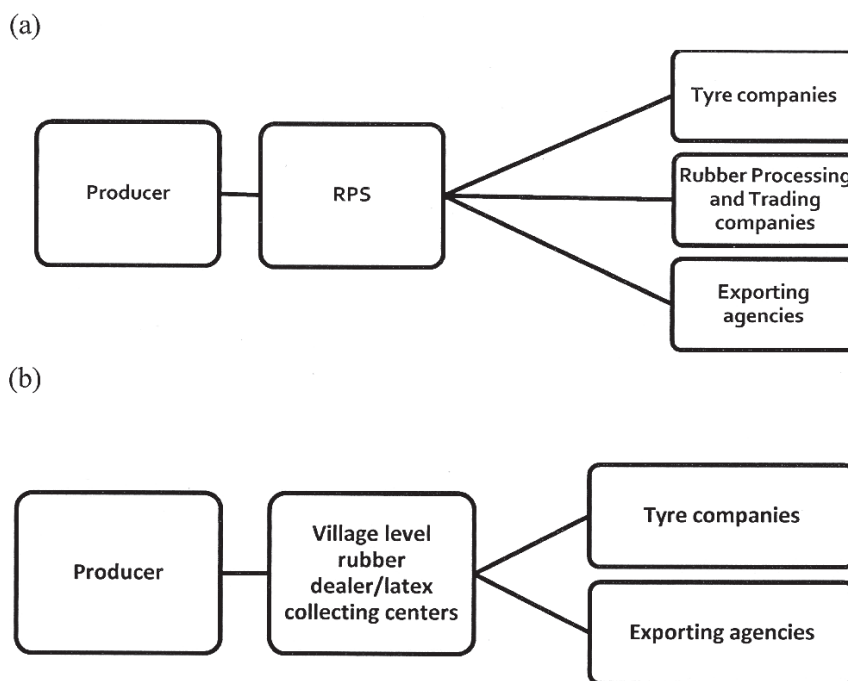 (a)
Producer
RPS
Tyre companies
Rubber Processing
and Trading
companies
Exporting
agencies
(b)
Producer
Village level
rubber
dealer/latex
collecting centers
Tyre companies
Exporting agencies